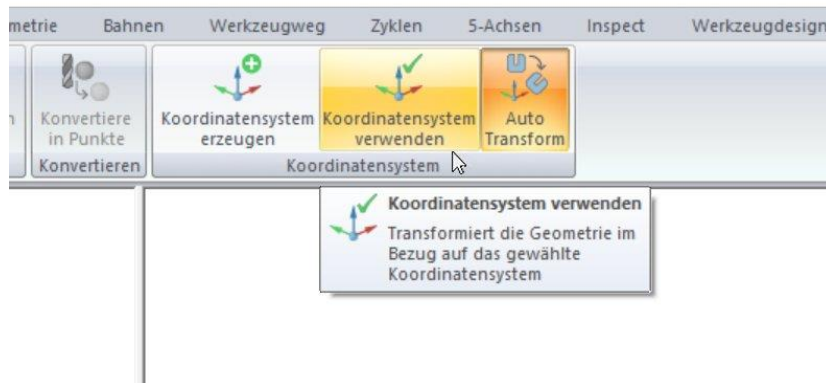 metrie Bahnen Werkzeugweg Zyklen 5-Achsen Inspect Werkzeugdesign
n
Konvertiere
in Punkte
Konvertieren
Koordinatensystem
erzeugen
Koordinatensystem
verwenden
Auto
Transform
Koordinatensystem
Koordinatensystem verwenden
Transformiert die Geometrie im
Bezug auf das gewählte
Koordinatensystem